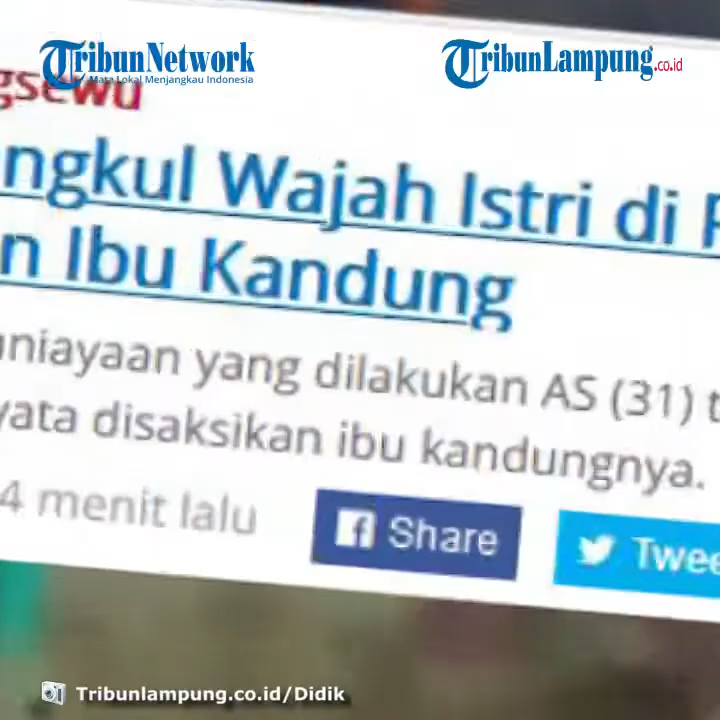 TribunNetwork
Mata Lokal Menjangkau Indonesia
TribunLampung.co.id
gsewu
ngkul Wajah Istri di
n Ibu Kandung
aniayaan yang dilakukan AS (31) t
yata disaksikan ibu kandungnya.
4 menit lalu
Share
Twee
Tribunlampung.co.id/Didik